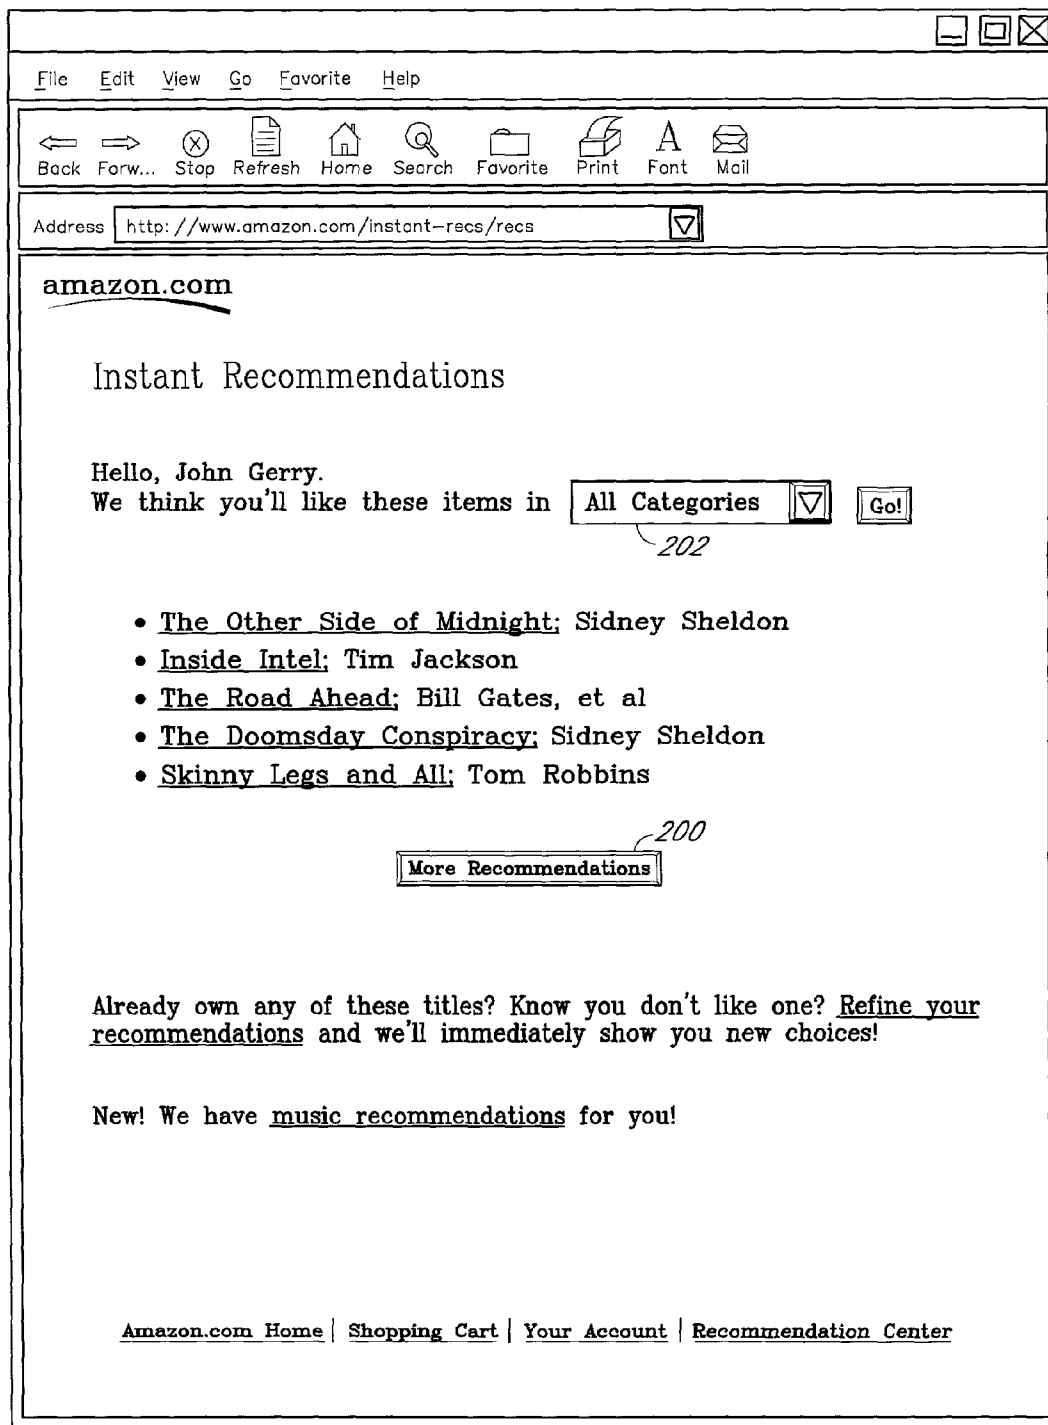 File Edit View Go Favorite Help
Back Forw... Stop Refresh Home Search Favorite Print Font Mail
Address http://www.amazon.com/instant-recs/recs
amazon.com
Instant Recommendations
Hello, John Gerry.
We think you'll like these items in All Categories Go!
202
• The Other Side of Midnight; Sidney Sheldon
• Inside Intel; Tim Jackson
• The Road Ahead; Bill Gates, et al
• The Doomsday Conspiracy; Sidney Sheldon
• Skinny Legs and All; Tom Robbins
200
More Recommendations
Already own any of these titles? Know you don't like one? Refine your
recommendations and we'll immediately show you new choices!
New! We have music recommendations for you!
Amazon.com Home | Shopping Cart | Your Account | Recommendation Center